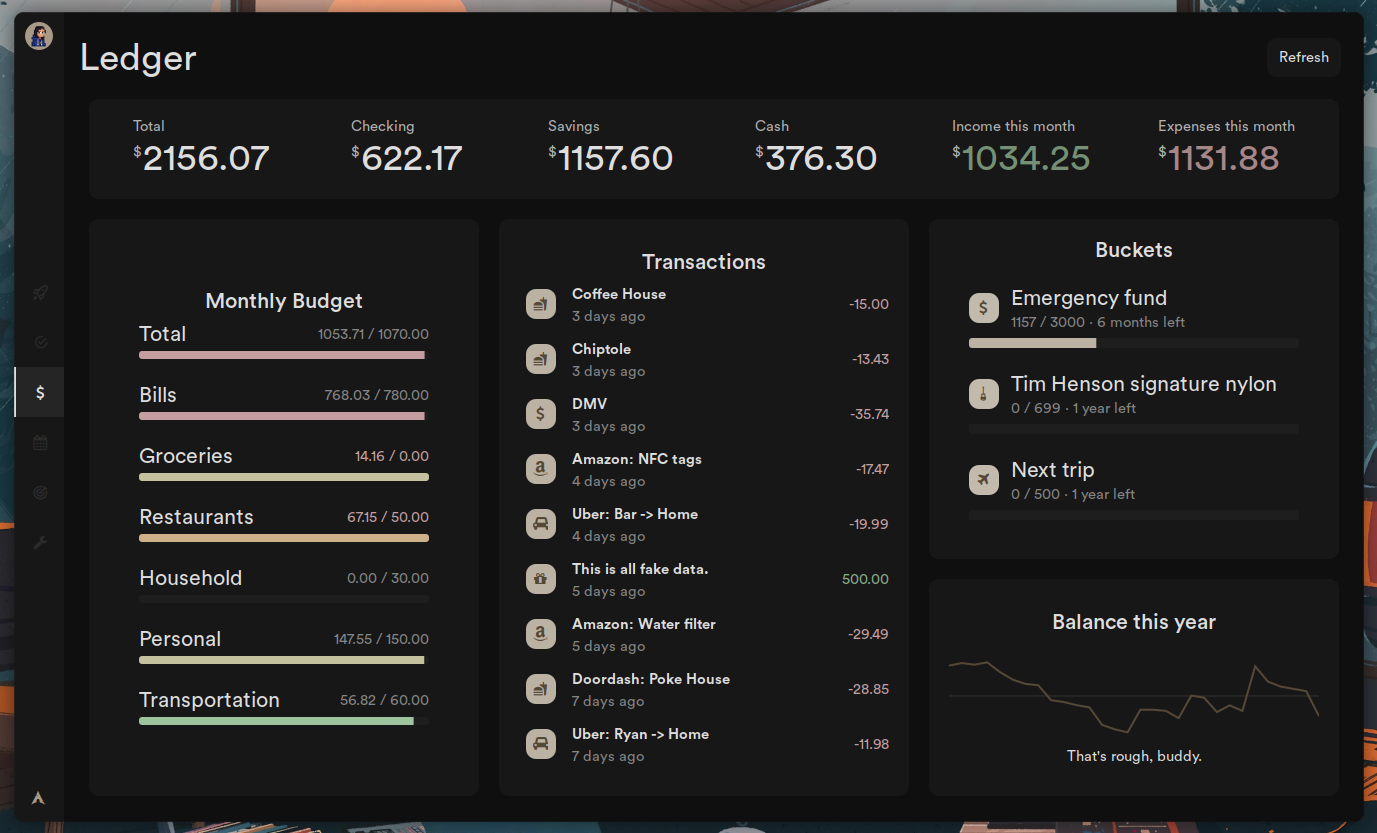 Ledger
Refresh
Total
$2156.07
Checking
$622.17
Savings
$1157.60
Cash
$376.30
Income this month
$1034.25
Expenses this month
$1131.88
Monthly Budget
Total 1053.71 / 1070.00
Bills 768.03 / 780.00
Groceries 14.16 / 0.00
Restaurants 67.15 / 50.00
Household 0.00 / 30.00
Personal 147.55 / 150.00
Transportation 56.82 / 60.00
Transactions
Coffee House -15.00
3 days ago
Chiptole -13.43
3 days ago
DMV -35.74
3 days ago
Amazon: NFC tags -17.47
4 days ago
Uber: Bar -> Home -19.99
4 days ago
This is all fake data. 500.00
5 days ago
Amazon: Water filter -29.49
5 days ago
Doordash: Poke House -28.85
7 days ago
Uber: Ryan -> Home -11.98
7 days ago
Buckets
Emergency fund
1157 / 3000 · 6 months left
Tim Henson signature nylon
0 / 699 · 1 year left
Next trip
0 / 500 · 1 year left
Balance this year
That's rough, buddy.